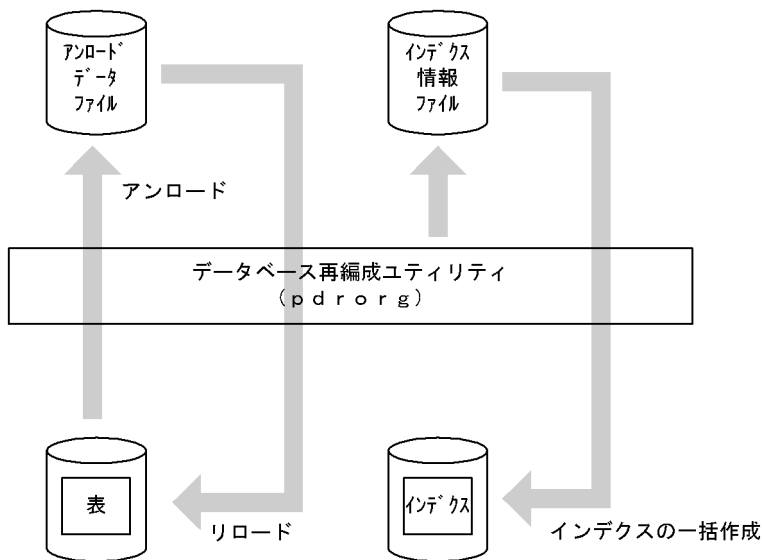 ｱﾝﾛｰﾄﾞ
ﾃﾞｰﾀ
ﾌｧｲﾙ
ｲﾝﾃﾞｸｽ
情報
ﾌｧｲﾙ
アンロード
データベース再編成ユティリティ
（ｐｄｒｏｒｇ）
表
リロード
ｲﾝﾃﾞｸｽ
インデクスの一括作成